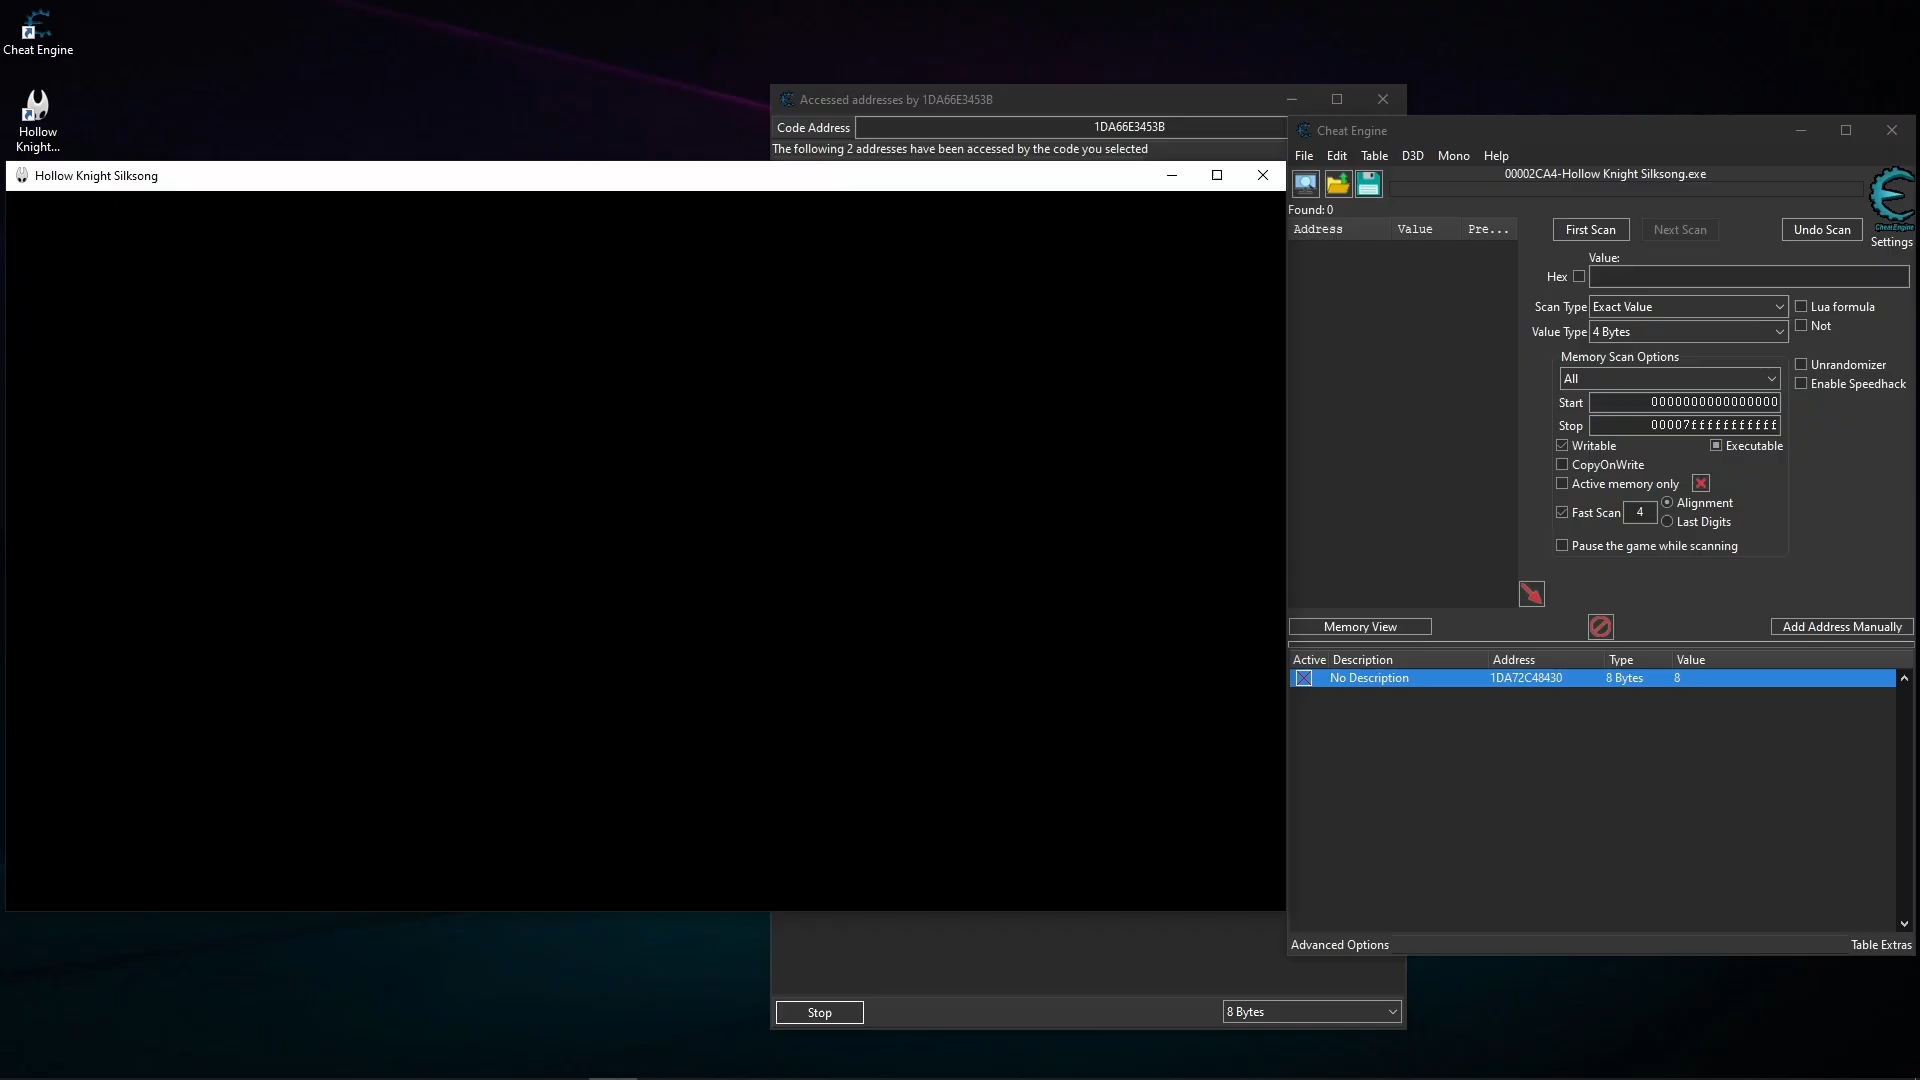 Cheat Engine
Hollow
Knight...
Accessed addresses by 1DA66E3453B
Code Address 1DA66E3453B
The following 2 addresses have been accessed by the code you selected
Hollow Knight Silksong
Stop
8 Bytes
Cheat Engine
File Edit Table D3D Mono Help
00002CA4-Hollow Knight Silksong.exe
Cheat Engine
Settings
Found: 0
Address Value Pre...
First Scan Next Scan Undo Scan
Value:
Hex
Scan Type Exact Value
Lua formula
Value Type 4 Bytes
Not
Memory Scan Options
All
Unrandomizer
Enable Speedhack
Start 0000000000000000
Stop 00007fffffffffff
Writable Executable
CopyOnWrite
Active memory only
Fast Scan 4
Alignment
Last Digits
Pause the game while scanning
Memory View
Add Address Manually
Active Description Address Type Value
No Description 1DA72C48430 8 Bytes 8
Advanced Options
Table Extras